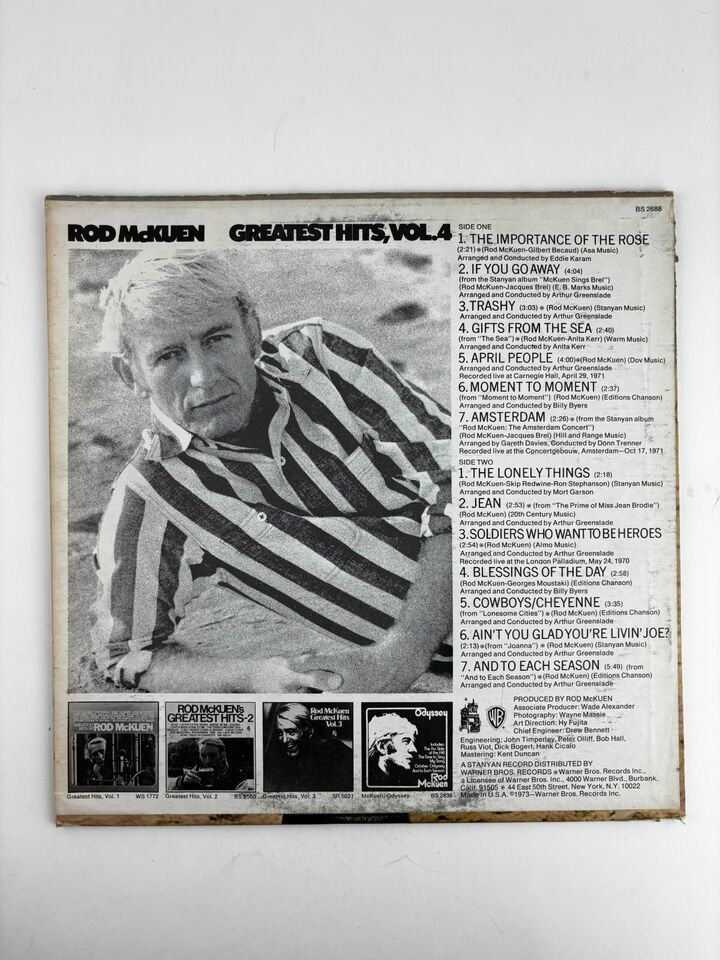 BS 2688
ROD McKUEN GREATEST HITS, VOL. 4
SIDE ONE
1. THE IMPORTANCE OF THE ROSE
(2:21) (Rod McKuen-Gilbert Becaud) (Asa Music)
Arranged and Conducted by Eddie Karam
2. IF YOU GO AWAY (4:04)
(from the Stanyan album "McKuen Sings Brel")
(Rod McKuen-Jacques Brel) (E. B. Marks Music)
Arranged and Conducted by Arthur Greenslade
3. TRASHY (3:03) (Rod McKuen) (Stanyan Music)
Arranged and Conducted by Arthur Greenslade
4. GIFTS FROM THE SEA (2:40)
(from "The Sea") (Rod McKuen-Anita Kerr) (Warm Music)
Arranged and Conducted by Anita Kerr
5. APRIL PEOPLE (4:00) (Rod McKuen) (Dov Music)
Arranged and Conducted by Arthur Greenslade
Recorded live at Carnegie Hall, April 29, 1971
6. MOMENT TO MOMENT (2:37)
(from "Moment to Moment") (Rod McKuen) (Editions Chanson)
Arranged and Conducted by Billy Byers
7. AMSTERDAM (2:26) (from the Stanyan album
"Rod McKuen: The Amsterdam Concert")
(Rod McKuen-Jacques Brel) (Hill and Range Music)
Arranged by Gareth Davies, Conducted by Donn Trenner
Recorded live at the Concertgebouw, Amsterdam—Oct 17, 1971
SIDE TWO
1. THE LONELY THINGS (2:18)
(Rod McKuen-Skip Redwine-Ron Stephanson) (Stanyan Music)
Arranged and Conducted by Mort Garson
2. JEAN (2:53) (from "The Prime of Miss Jean Brodie")
(Rod McKuen) (20th Century Music)
Arranged and Conducted by Arthur Greenslade
3. SOLDIERS WHO WANT TO BE HEROES
(2:54) (Rod McKuen) (Almo Music)
Arranged and Conducted by Arthur Greenslade
Recorded live at the London Palladium, May 24, 1970
4. BLESSINGS OF THE DAY (2:58)
(Rod McKuen-Georges Moustaki) (Editions Chanson)
Arranged and Conducted by Billy Byers
5. COWBOYS/CHEYENNE (3:35)
(from "Lonesome Cities") (Rod McKuen) (Editions Chanson)
Arranged and Conducted by Arthur Greenslade
6. AIN'T YOU GLAD YOU'RE LIVIN' JOE?
(2:13) (from "Joanna") (Rod McKuen) (Stanyan Music)
Arranged and Conducted by Arthur Greenslade
7. AND TO EACH SEASON (5:49) (from
"And to Each Season") (Rod McKuen) (Editions Chanson)
Arranged and Conducted by Arthur Greenslade
PRODUCED BY ROD McKUEN
Associate Producer: Wade Alexander
Photography: Wayne Massie
Art Direction: Hy Fujita
Chief Engineer: Drew Bennett
Engineering: John Timperley, Peter Olliff, Bob Hall,
Russ Viot, Dick Bogert, Hank Cicalo
Mastering: Kent Duncan
A STANYAN RECORD DISTRIBUTED BY
WARNER BROS. RECORDS Warner Bros. Records Inc.,
a Licensee of Warner Bros. Inc., 4000 Warner Blvd., Burbank,
Calif. 91505 44 East 50th Street, New York, N.Y. 10022
Made in U.S.A. ©1973—Warner Bros. Records Inc.
WB
ROD McKUEN
ROD McKUEN'S
GREATEST HITS-2
Rod McKuen
Greatest Hits
Vol. 3
Odyssey
Rod
McKuen
Greatest Hits, Vol. 1 WS 1772
Greatest Hits, Vol. 2 BS 2560
Greatest Hits, Vol. 3 SR 5031
McKuen: Odyssey BS 2638